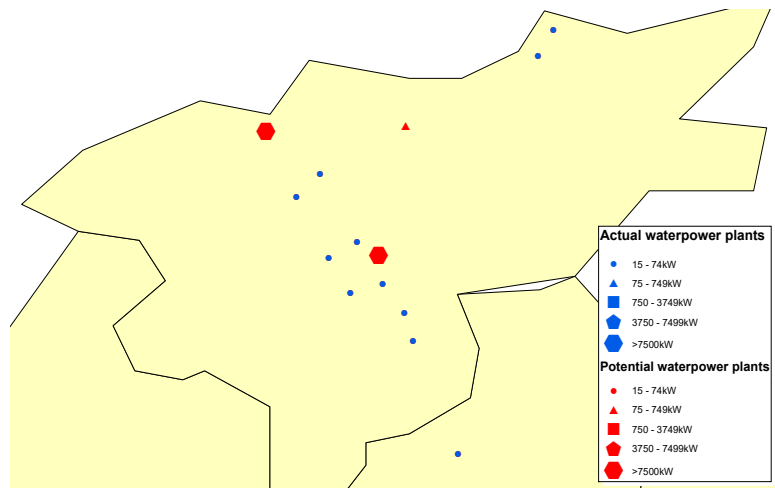 Actual waterpower plants
15 - 74kW
75 - 749kW
750 - 3749kW
3750 - 7499kW
>7500kW
Potential waterpower plants
15 - 74kW
75 - 749kW
750 - 3749kW
3750 - 7499kW
>7500kW